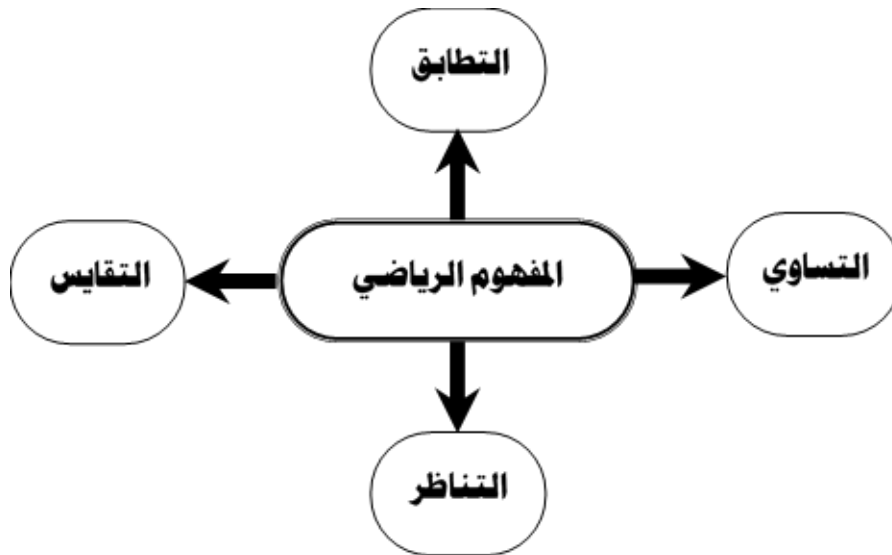 التطابق
التساوي
المفهوم الرياضي
التقايس
التناظر